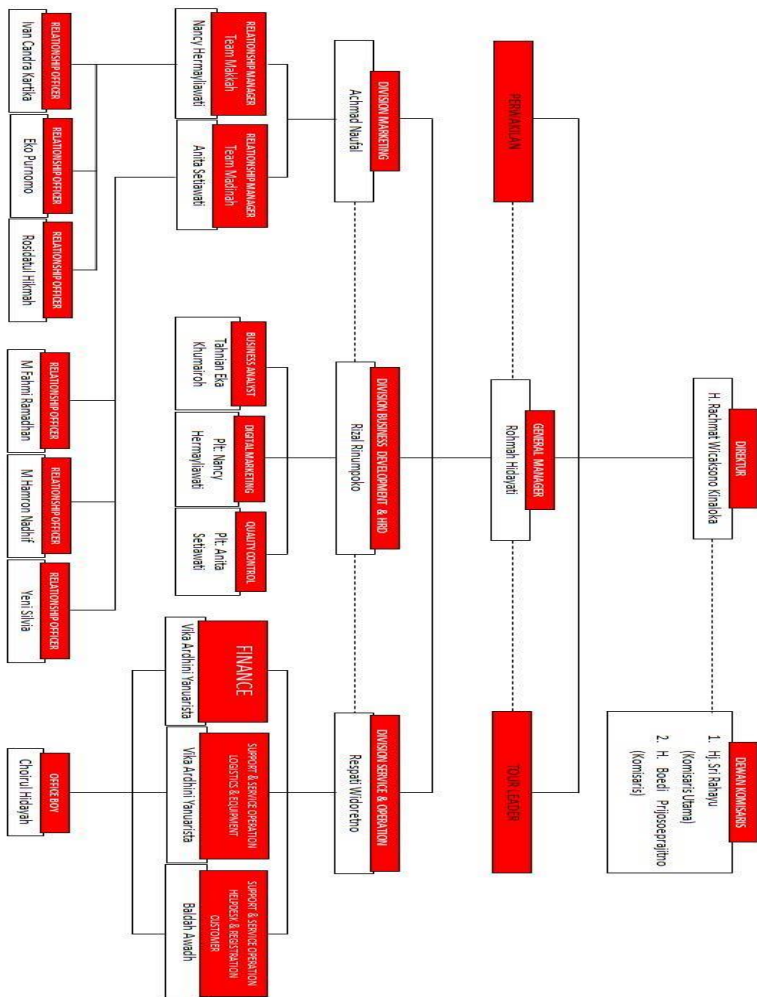 DIREKTUR
H. Rachmat Wicaksono Kinaloka
DEWAN KOMISARIS
1. Hj. Sri Rahayu
(Komisaris Utama)
2. H. Boedi Prijosoeprajitno
(Komisaris)
PERWAKILAN
GENERAL MANAGER
Rohmah Hidayati
TOUR LEADER
DIVISION MARKETING
Achmad Naufal
DIVISION BUSINESS DEVELOPMENT & HRD
Rizal Rinumpoko
DIVISION SERVICE & OPERATION
Respati Widoretno
RELATIONSHIP MANAGER
Team Makkah
Nancy Hermayliawati
RELATIONSHIP MANAGER
Team Madinah
Anita Setiawati
BUSINESS ANALYST
Tahnian Eka
Khumairoh
DIGITAL MARKETING
Plt: Nancy
Hermayliawati
QUALITY CONTROL
Plt: Anita
Setiawati
FINANCE
Vika Ardhini Yanuarista
SUPPORT & SERVICE OPERATION
LOGISTICS & EQUIPMENT
Vika Ardhini Yanuarista
SUPPORT & SERVICE OPERATION
HELPDESK & REGISTRATION
CUSTOMER
Baldah Awadh
RELATIONSHIP OFFICER
Ivan Candra Kartika
RELATIONSHIP OFFICER
Eko Purnomo
RELATIONSHIP OFFICER
Rosidatul Hikmah
RELATIONSHIP OFFICER
M Fahmi Ramadhan
RELATIONSHIP OFFICER
M Hamron Nadhif
RELATIONSHIP OFFICER
Yeni Silvia
OFFICE BOY
Choirul Hidayah